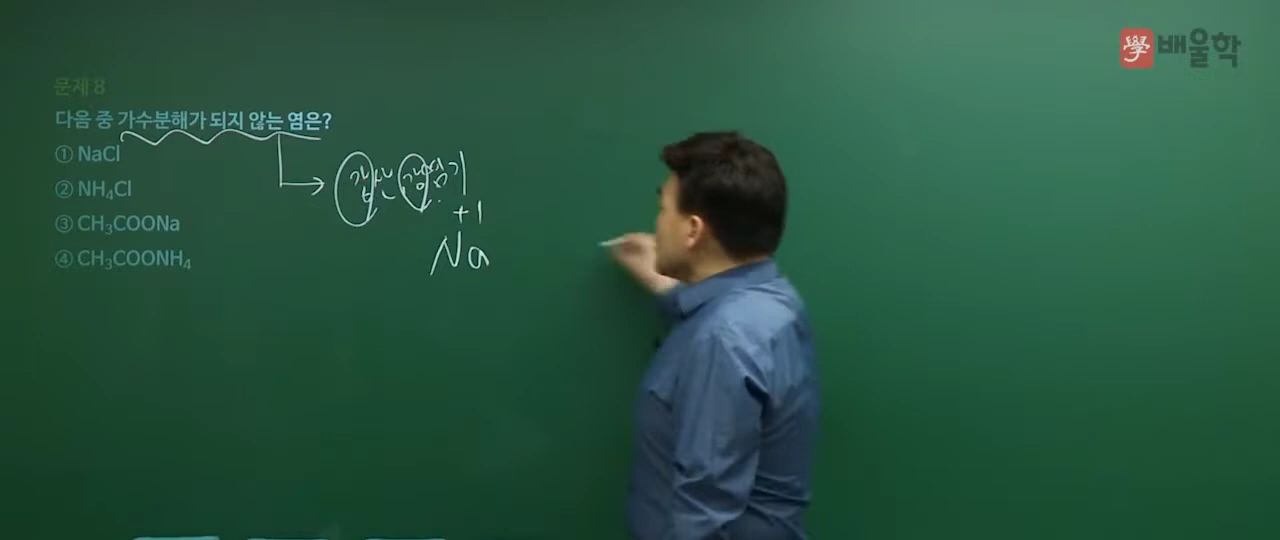 學 배울학
문제 8
다음 중 가수분해가 되지 않는 염은?
① NaCl
② NH₄Cl
③ CH₃COONa
④ CH₃COONH₄
강산 강염기
+1
Na